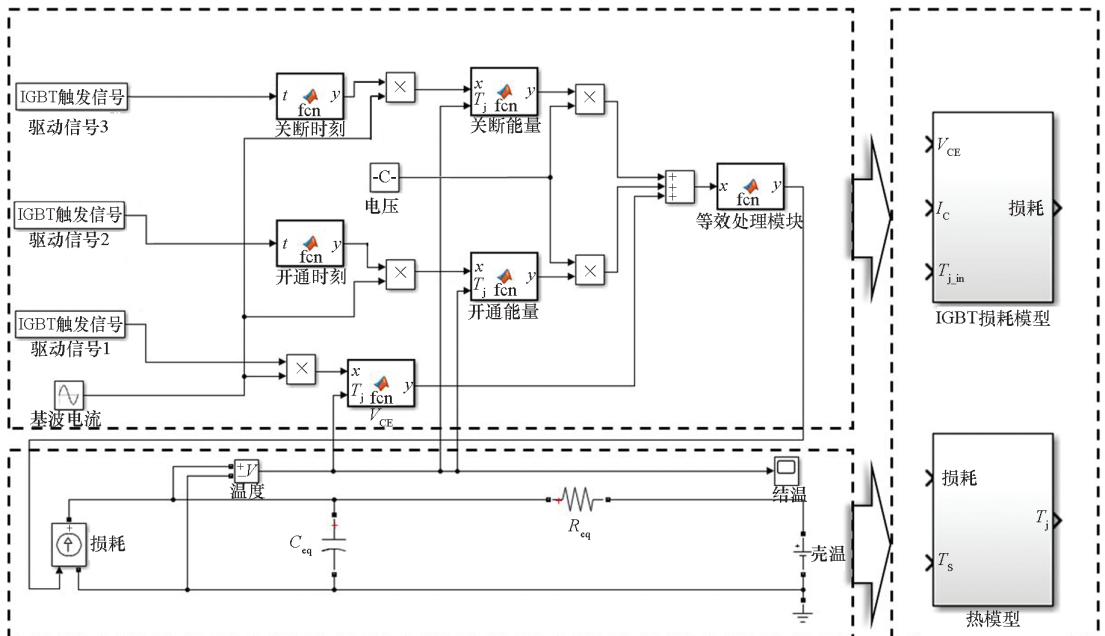 IGBT触发信号
驱动信号3
t
y
fcn
关断时刻
×
x
Tj
y
fcn
关断能量
×
-C-
电压
IGBT触发信号
驱动信号2
t
y
fcn
开通时刻
×
x
Tj
y
fcn
开通能量
×
+
+
+
x
y
fcn
等效处理模块
IGBT触发信号
驱动信号1
×
x
Tj
y
fcn
VCE
基波电流
+
-
V
温度
结温
+
损耗
+
Ceq
+
Req
+
壳温
VCE
IC
Tj_in
损耗
IGBT损耗模型
损耗
TS
Tj
热模型